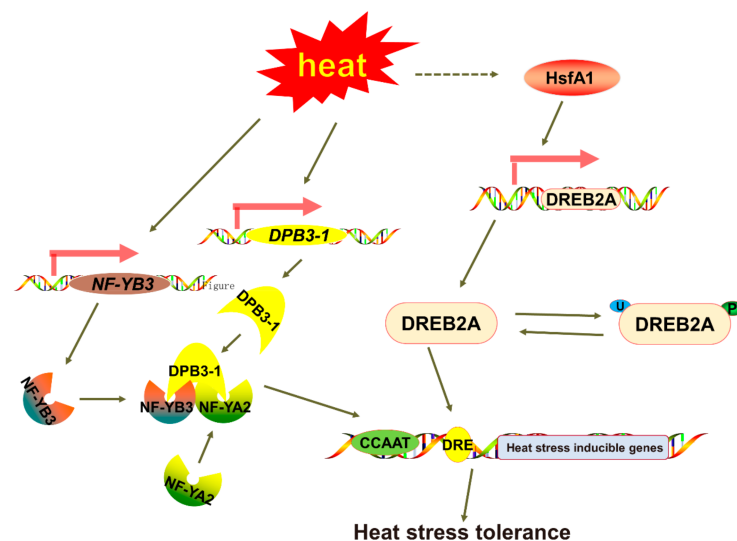 heat
HsfA1
DREB2A
DPB3-1
NF-YB3
Figure
DPB3-1
DREB2A
U
P
DREB2A
DPB3-1
NF-YB3
NF-YB3
NF-YA2
CCAAT
DRE
Heat stress inducible genes
NF-YA2
Heat stress tolerance